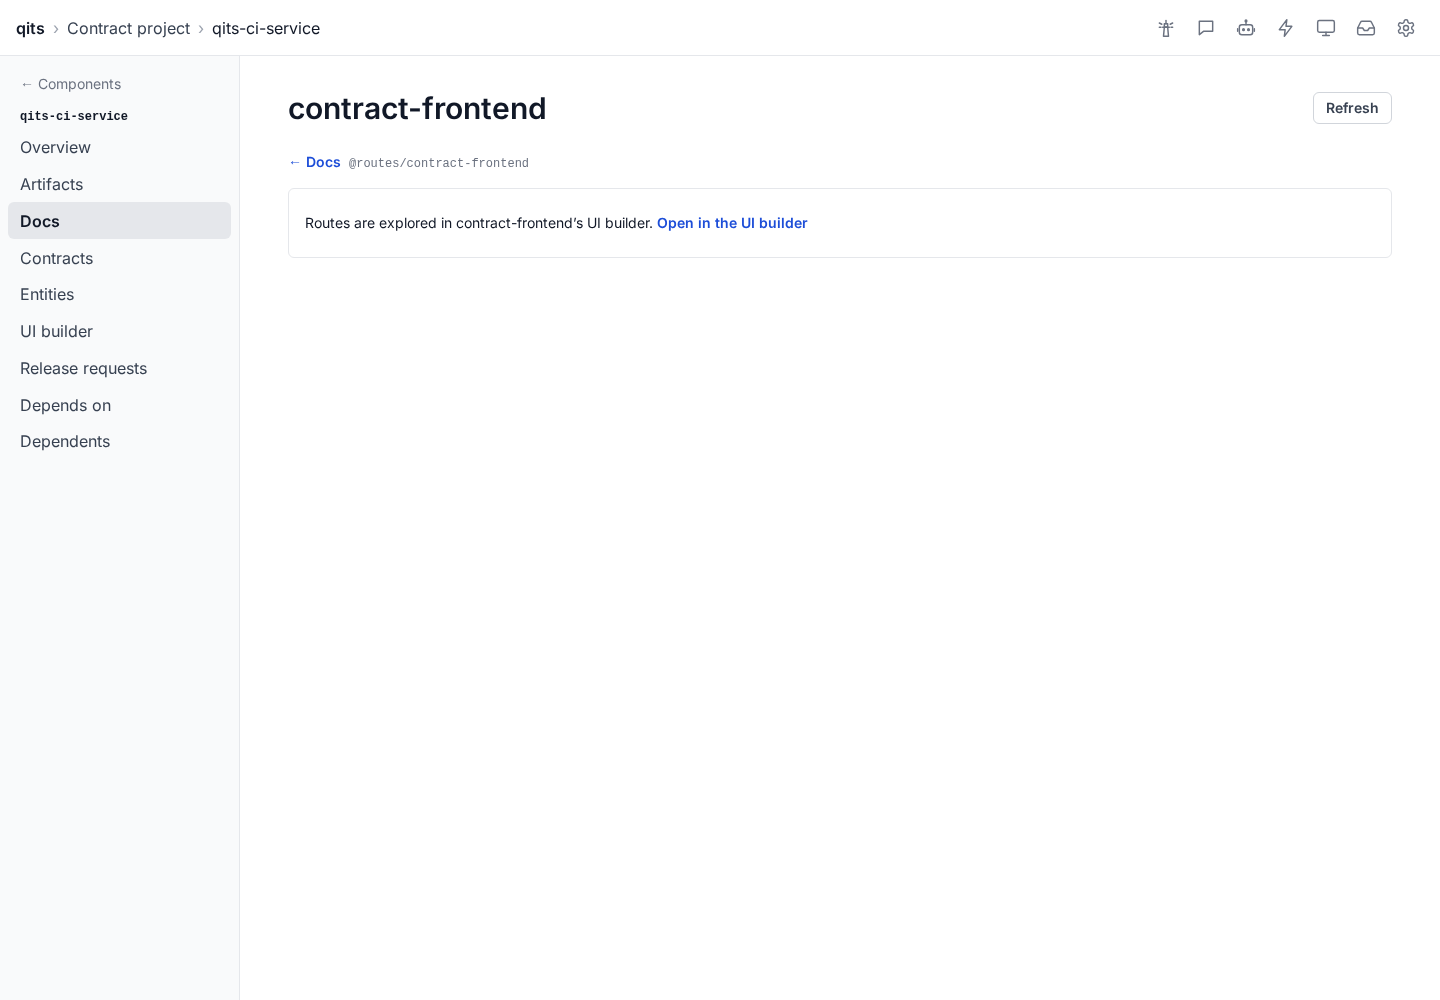 qits › Contract project › qits-ci-service
← Components
qits-ci-service
Overview
Artifacts
Docs
Contracts
Entities
UI builder
Release requests
Depends on
Dependents
contract-frontend
Refresh
← Docs @routes/contract-frontend
Routes are explored in contract-frontend’s UI builder. Open in the UI builder